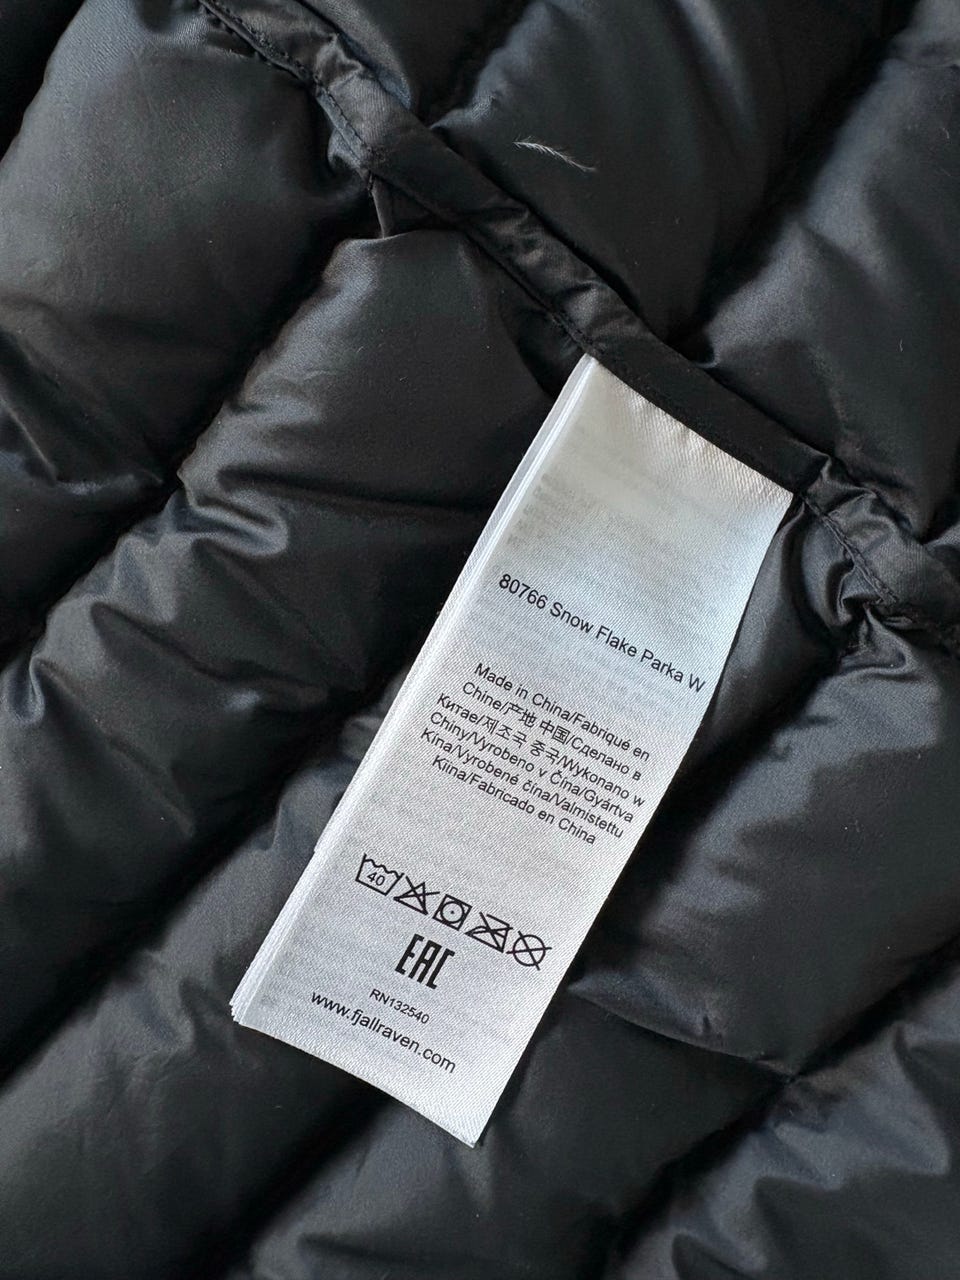 80766 Snow Flake Parka W
Made in China/Fabriqué en
Chine/产地 中国/Сделано в
Китае/제조국 중국/Wykonano w
Chiny/Vyrobeno v Čína/Gyártva
Kína/Vyrobené čína/Valmistettu
Kiina/Fabricado en China
40
EAC
RN132540
www.fjallraven.com